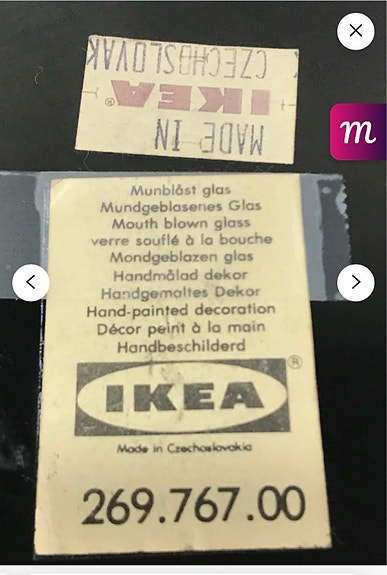 CZECHOSLOVAK
IKEA®
MADE IN
m
Munblåst glas
Mundgeblasenes Glas
Mouth blown glass
verre soufflé à la bouche
Mondgeblazen glas
Handmålad dekor
Handgemaltes Dekor
Hand-painted decoration
Décor peint à la main
Handbeschilderd
IKEA®
Made in Czechoslovakia
269.767.00